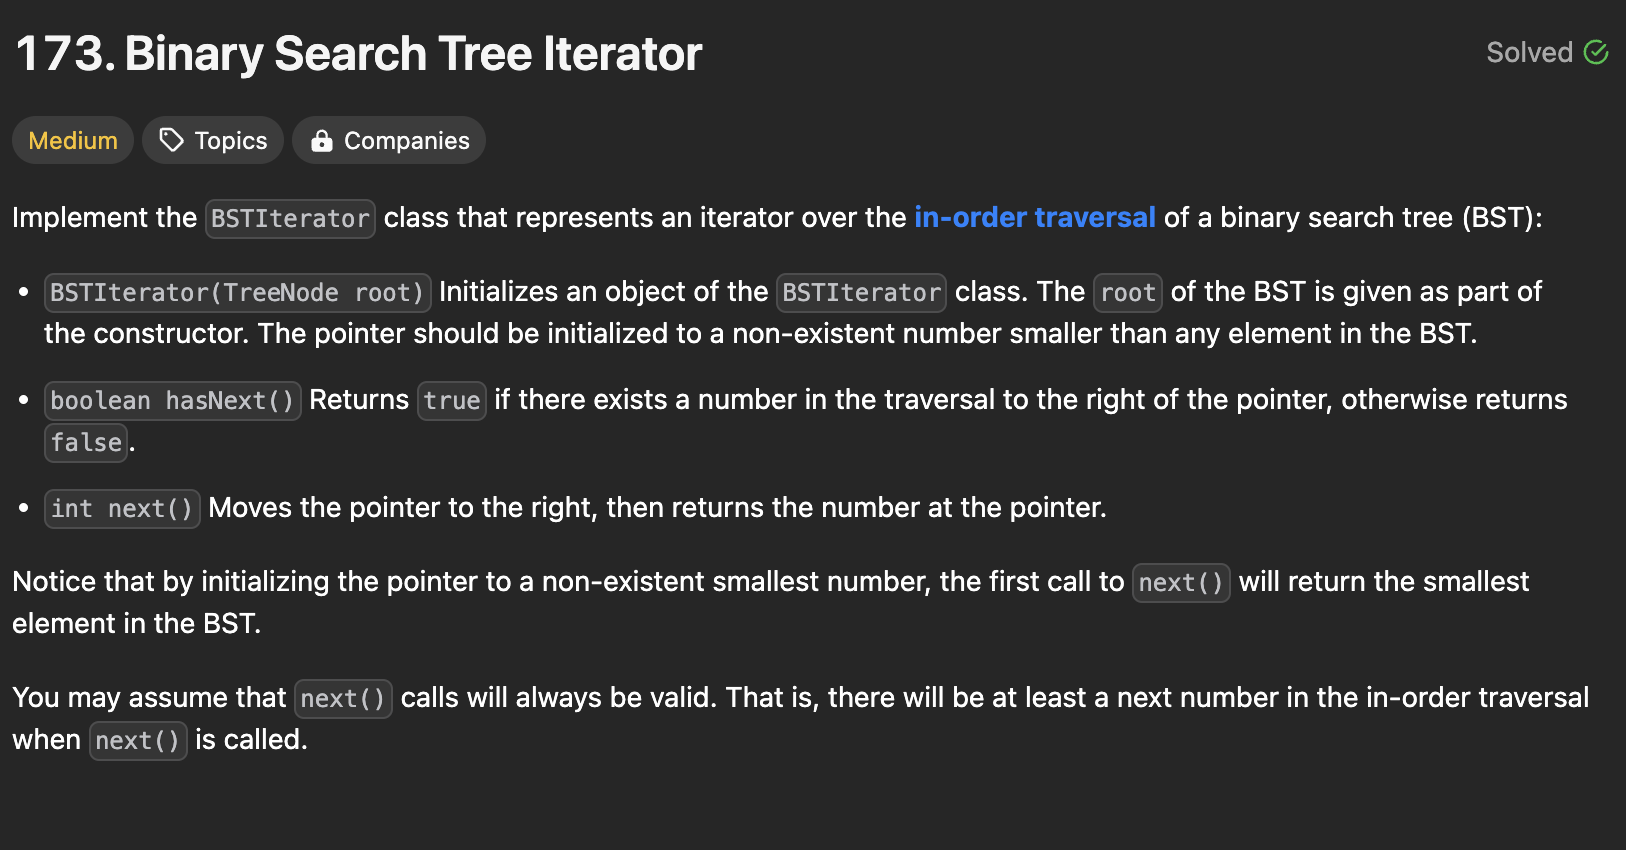 173. Binary Search Tree Iterator
Solved
Medium
Topics
Companies
Implement the BSTIterator class that represents an iterator over the in-order traversal of a binary search tree (BST):
• BSTIterator(TreeNode root) Initializes an object of the BSTIterator class. The root of the BST is given as part of
the constructor. The pointer should be initialized to a non-existent number smaller than any element in the BST.
• boolean hasNext() Returns true if there exists a number in the traversal to the right of the pointer, otherwise returns
false.
• int next() Moves the pointer to the right, then returns the number at the pointer.
Notice that by initializing the pointer to a non-existent smallest number, the first call to next() will return the smallest
element in the BST.
You may assume that next() calls will always be valid. That is, there will be at least a next number in the in-order traversal
when next() is called.